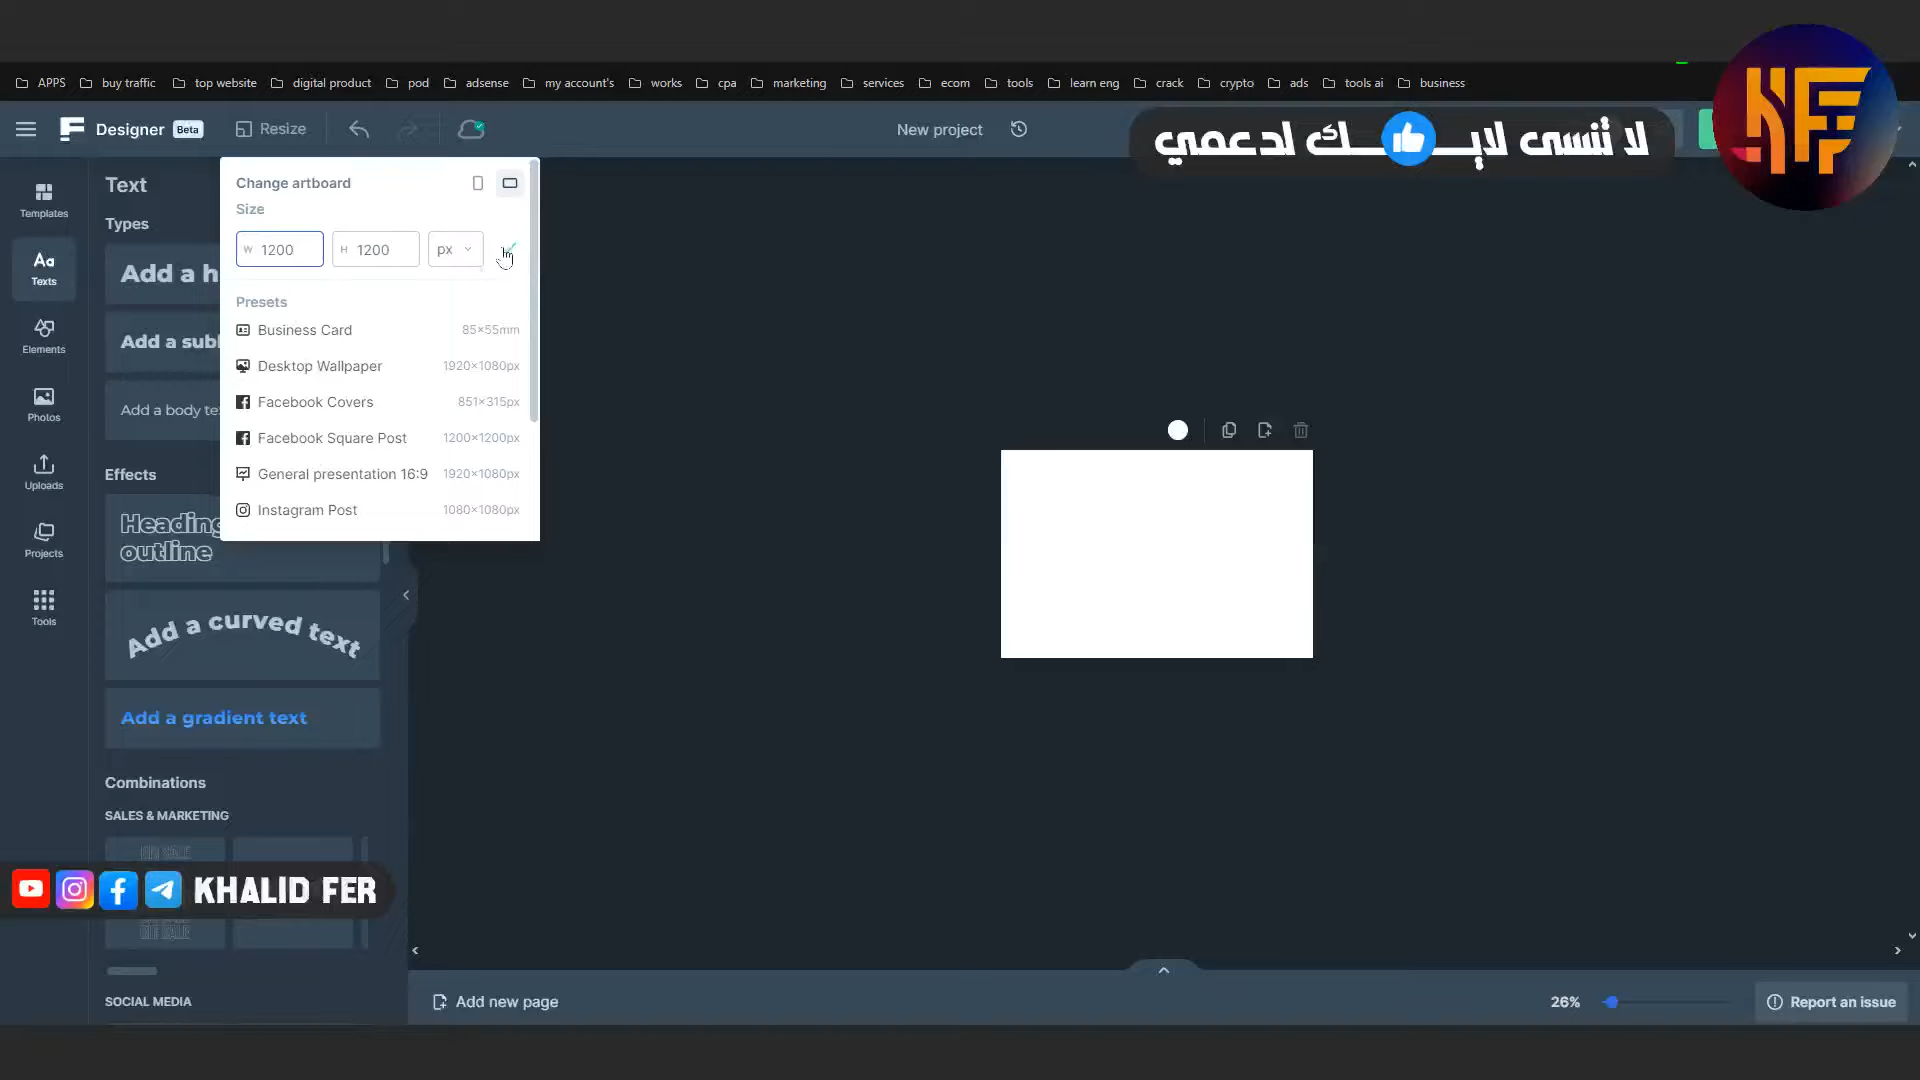 APPS buy traffic top website digital product pod adsense my account's works cpa marketing services ecom tools learn eng crack crypto ads tools ai business
Designer Beta Resize New project
لا تنسى لايـــك لدعمي
KF
Change artboard
Size
W 1200 H 1200 px
Presets
Business Card 85×55mm
Desktop Wallpaper 1920×1080px
Facebook Covers 851×315px
Facebook Square Post 1200×1200px
General presentation 16:9 1920×1080px
Instagram Post 1080×1080px
Templates
Texts
Elements
Photos
Uploads
Projects
Tools
Text
Types
Add a h
Add a sub
Add a body te
Effects
Heading
outline
Add a curved text
Add a gradient text
Combinations
SALES & MARKETING
KHALID FER
SOCIAL MEDIA
Add new page
26%
Report an issue